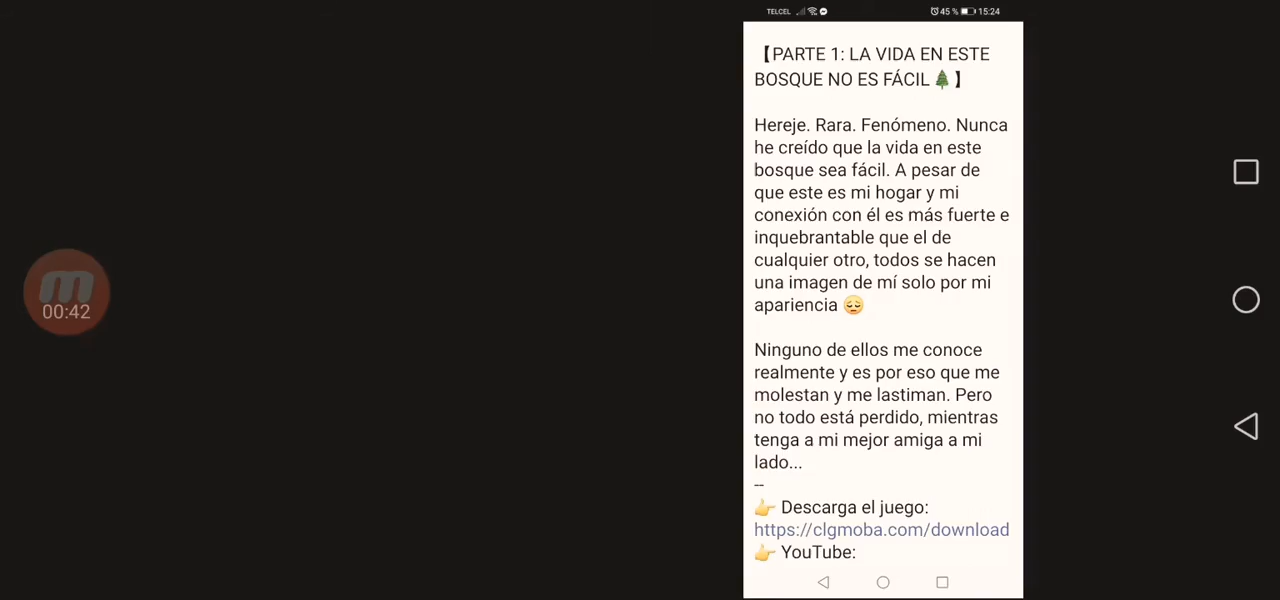 TELCEL 45 % 15:24
【PARTE 1: LA VIDA EN ESTE
BOSQUE NO ES FÁCIL🌲】
Hereje. Rara. Fenómeno. Nunca
he creído que la vida en este
bosque sea fácil. A pesar de
que este es mi hogar y mi
conexión con él es más fuerte e
inquebrantable que el de
cualquier otro, todos se hacen
una imagen de mí solo por mi
apariencia 😔
Ninguno de ellos me conoce
realmente y es por eso que me
molestan y me lastiman. Pero
no todo está perdido, mientras
tenga a mi mejor amiga a mi
lado...
--
👉 Descarga el juego:
https://clgmoba.com/download
👉 YouTube:
00:42